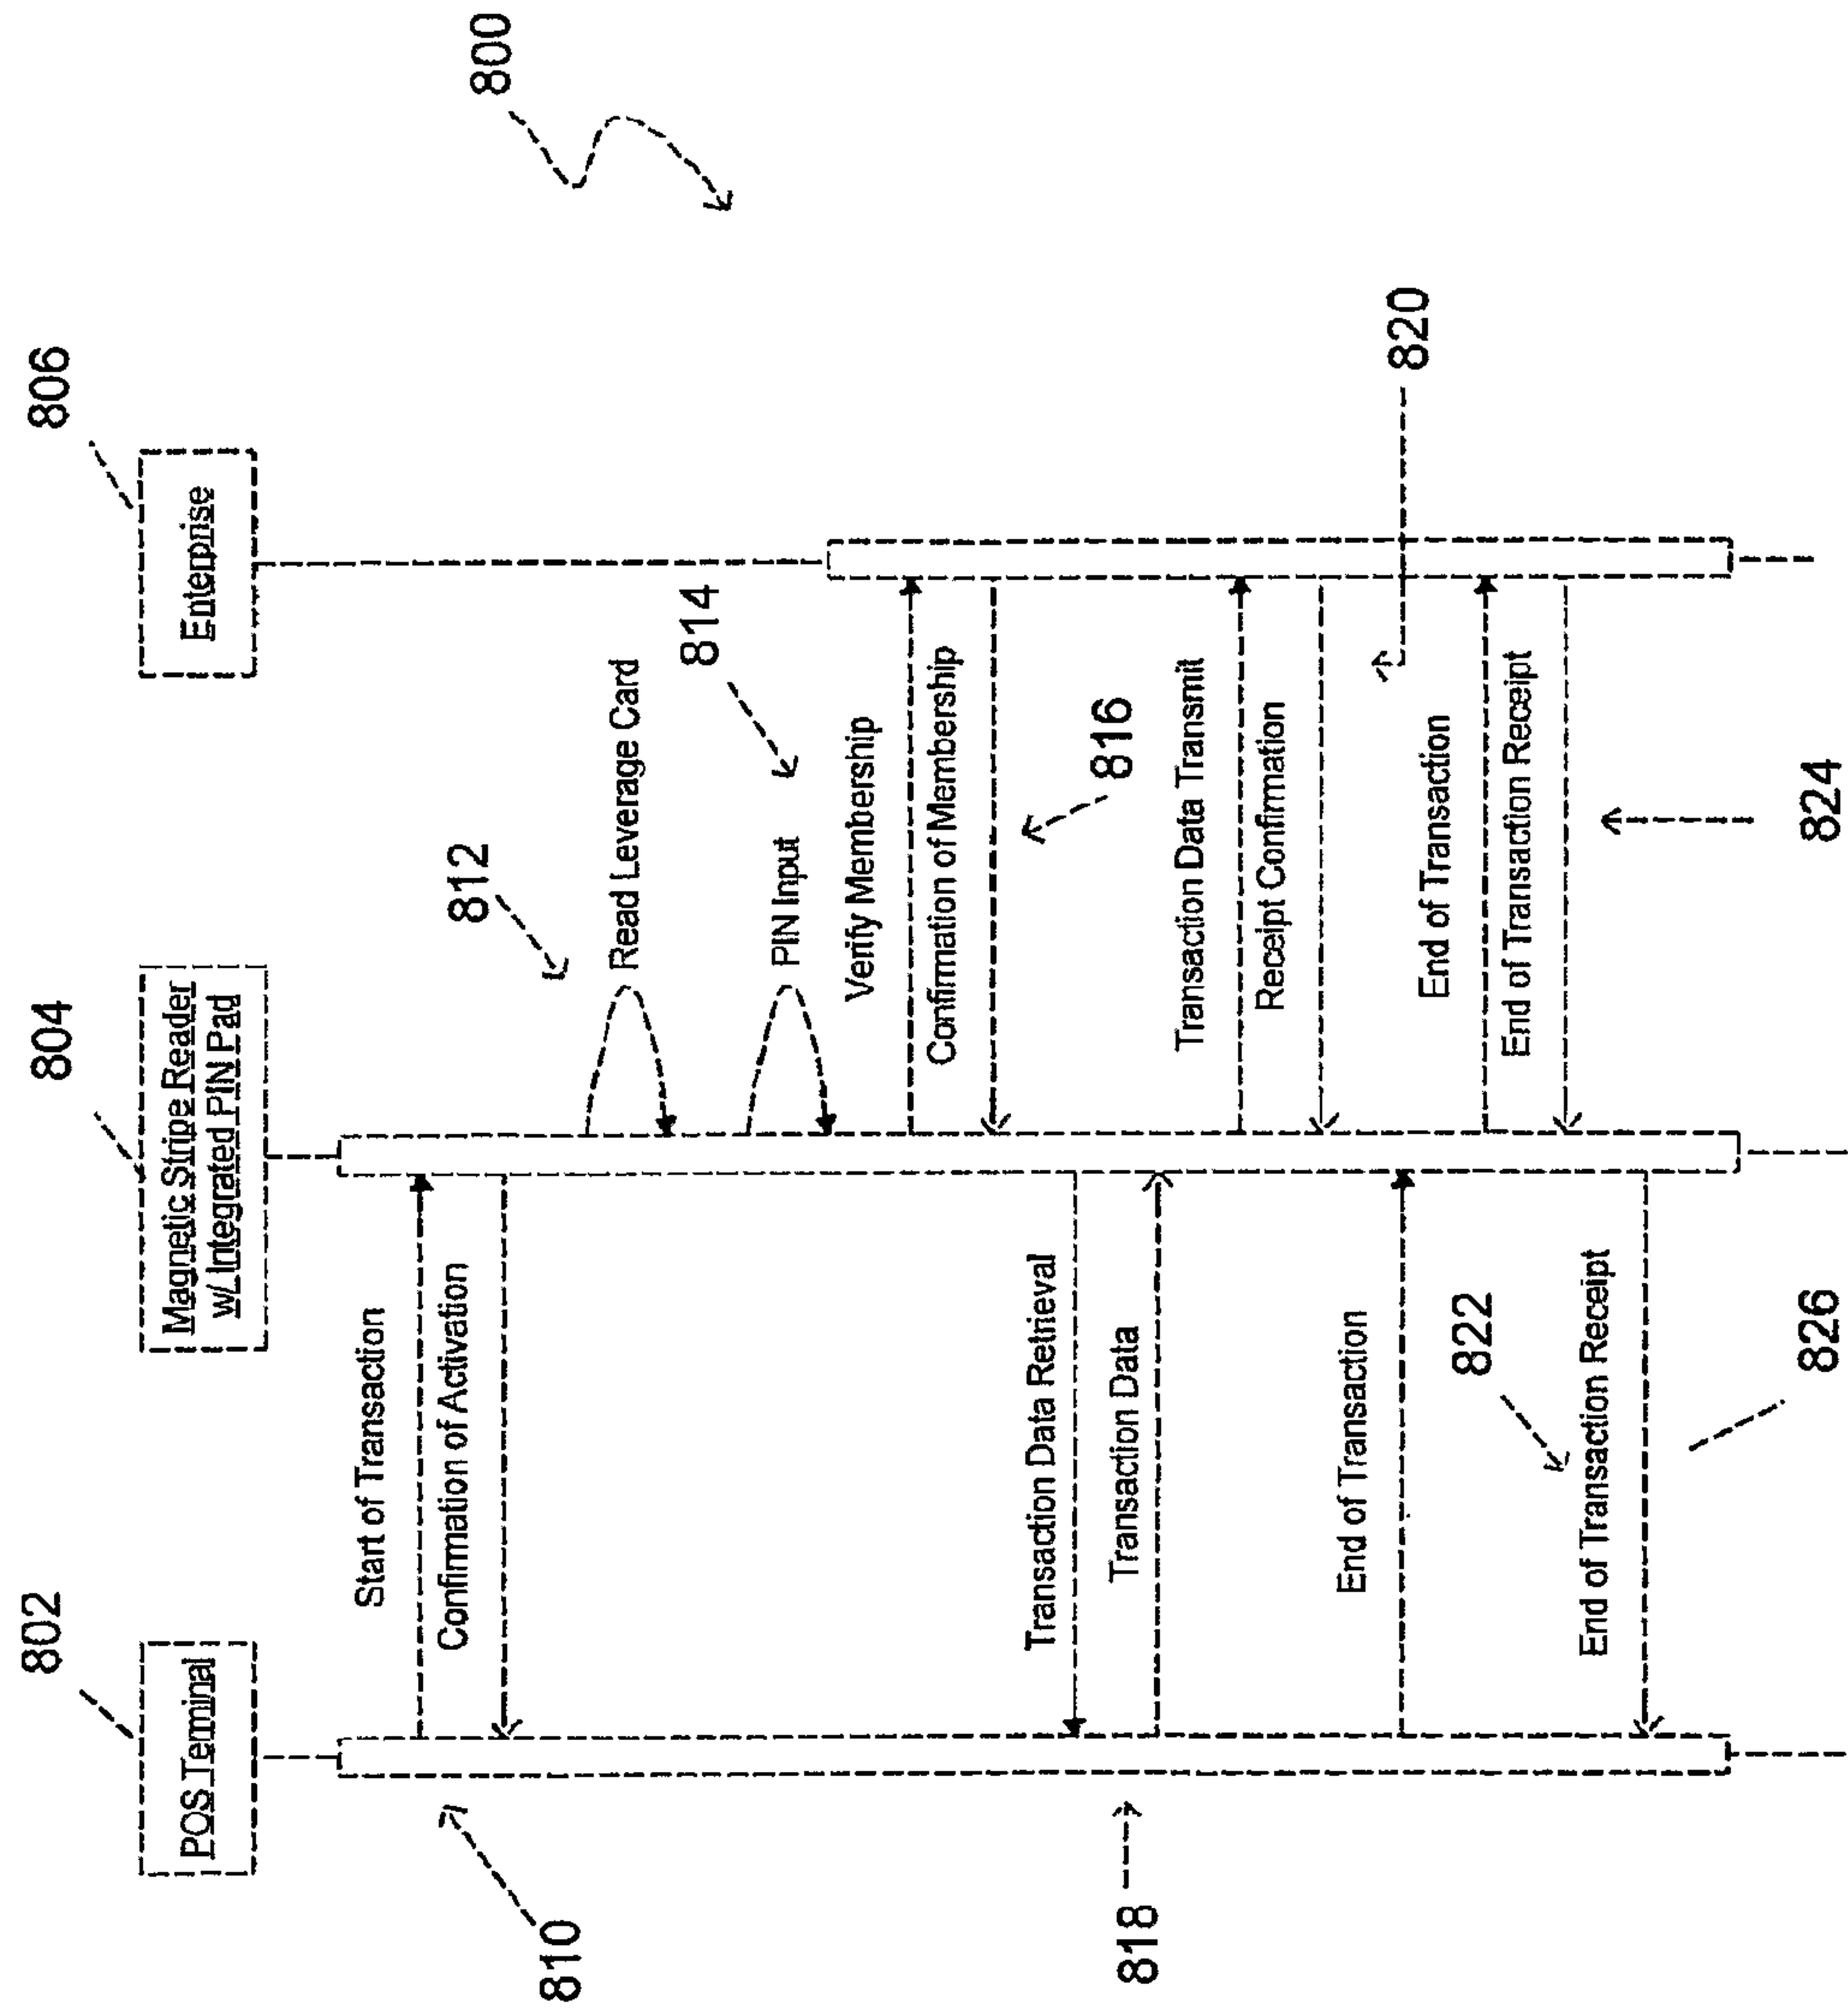 800
802
804
806
POS Terminal
Magnetic Stripe Reader
w/ Integrated PIN Pad
Enterprise
810
Start of Transaction
Confirmation of Activation
812
Read Leverage Card
814
PIN Input
Verify Membership
Confirmation of Membership
816
818
Transaction Data Retrieval
Transaction Data
Transaction Data Transmit
Receipt Confirmation
820
End of Transaction
End of Transaction
End of Transaction Receipt
822
End of Transaction Receipt
824
826